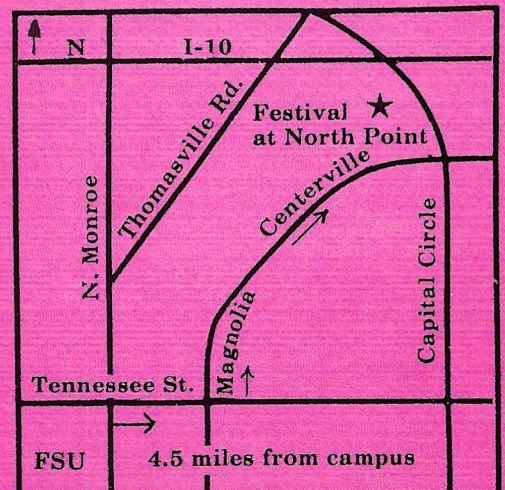 N
I-10
Thomasville Rd.
Festival
at North Point
N. Monroe
Centerville
Capital Circle
Magnolia
Tennessee St.
FSU
4.5 miles from campus